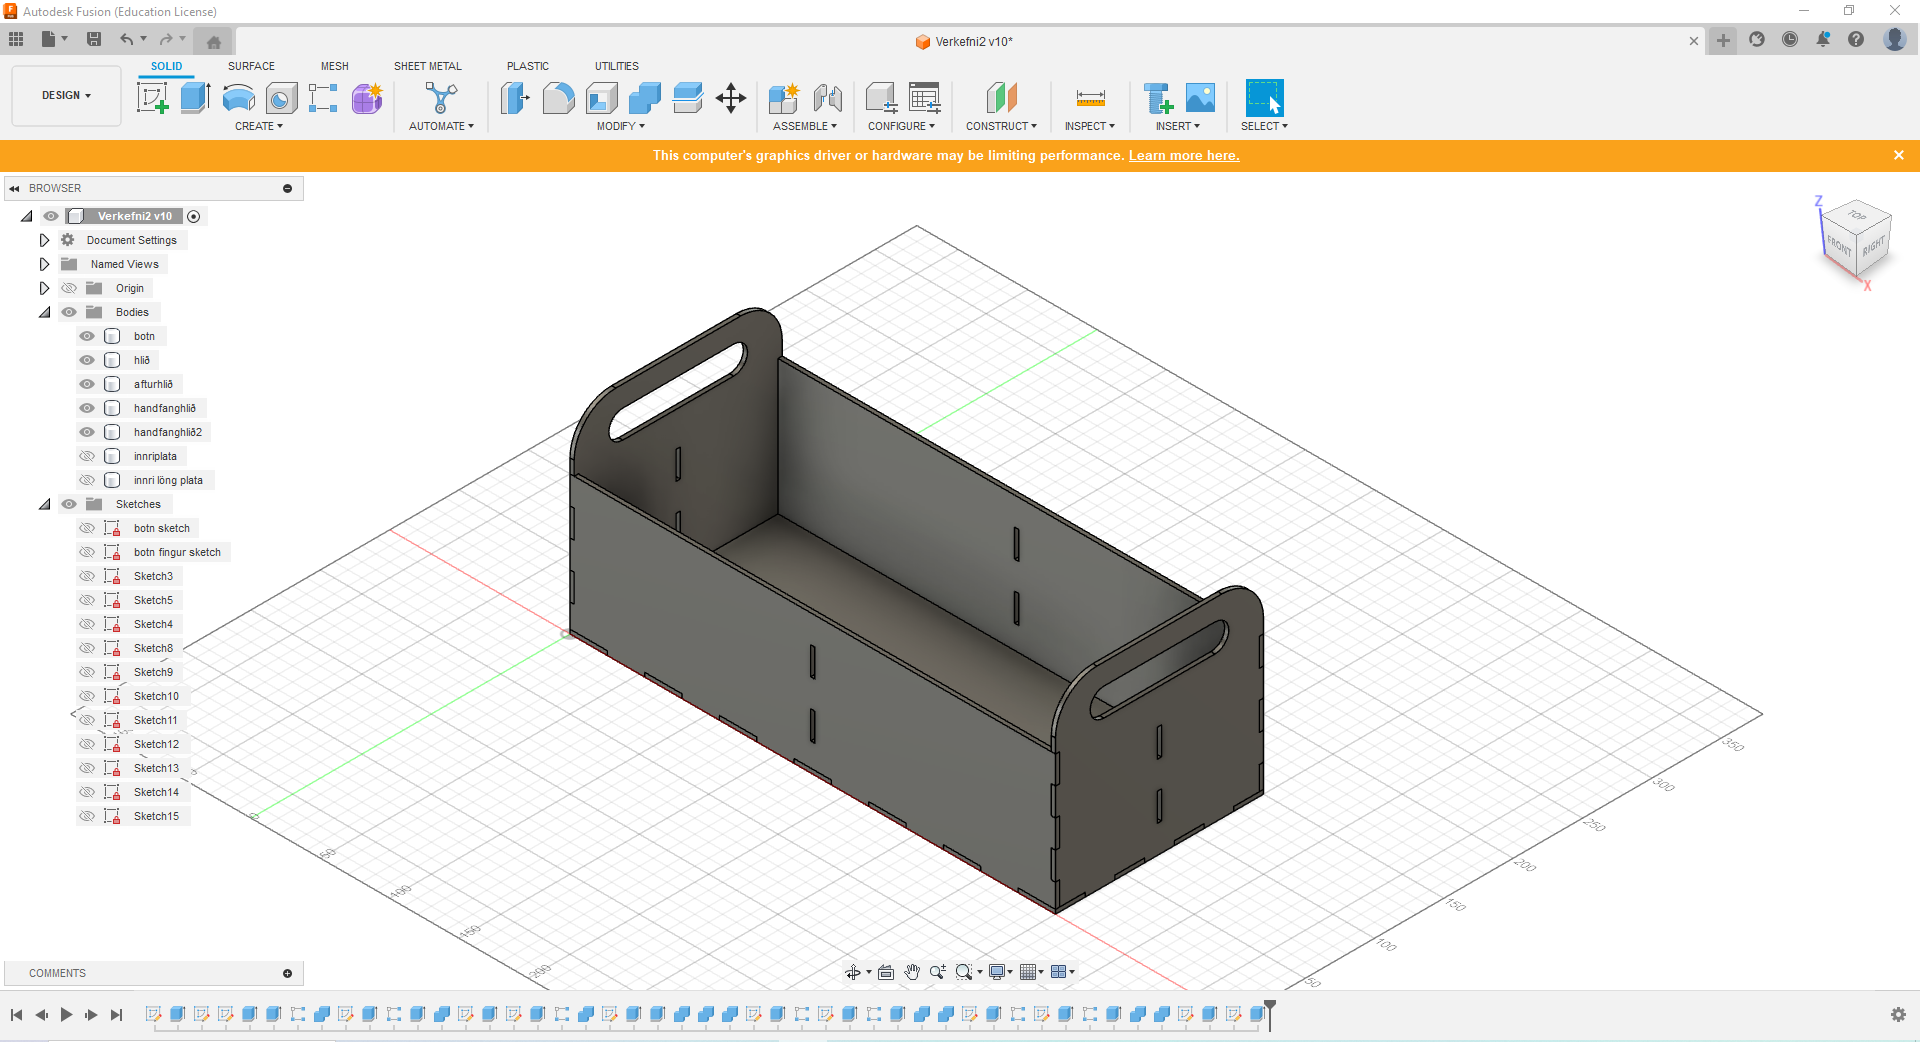 Autodesk Fusion (Education License)
Verkefni2 v10*
DESIGN
SOLID SURFACE MESH SHEET METAL PLASTIC UTILITIES
CREATE AUTOMATE MODIFY ASSEMBLE CONFIGURE CONSTRUCT INSPECT INSERT SELECT
This computer's graphics driver or hardware may be limiting performance. Learn more here.
BROWSER
Verkefni2 v10
Document Settings
Named Views
Origin
Bodies
botn
hlið
afturhlið
handfanghlið
handfanghlið2
innriplata
innri löng plata
Sketches
botn sketch
botn fingur sketch
Sketch3
Sketch5
Sketch4
Sketch8
Sketch9
Sketch10
Sketch11
Sketch12
Sketch13
Sketch14
Sketch15
Z
TOP
FRONT
RIGHT
X
50
100
150
200
350
300
250
200
150
100
50
COMMENTS